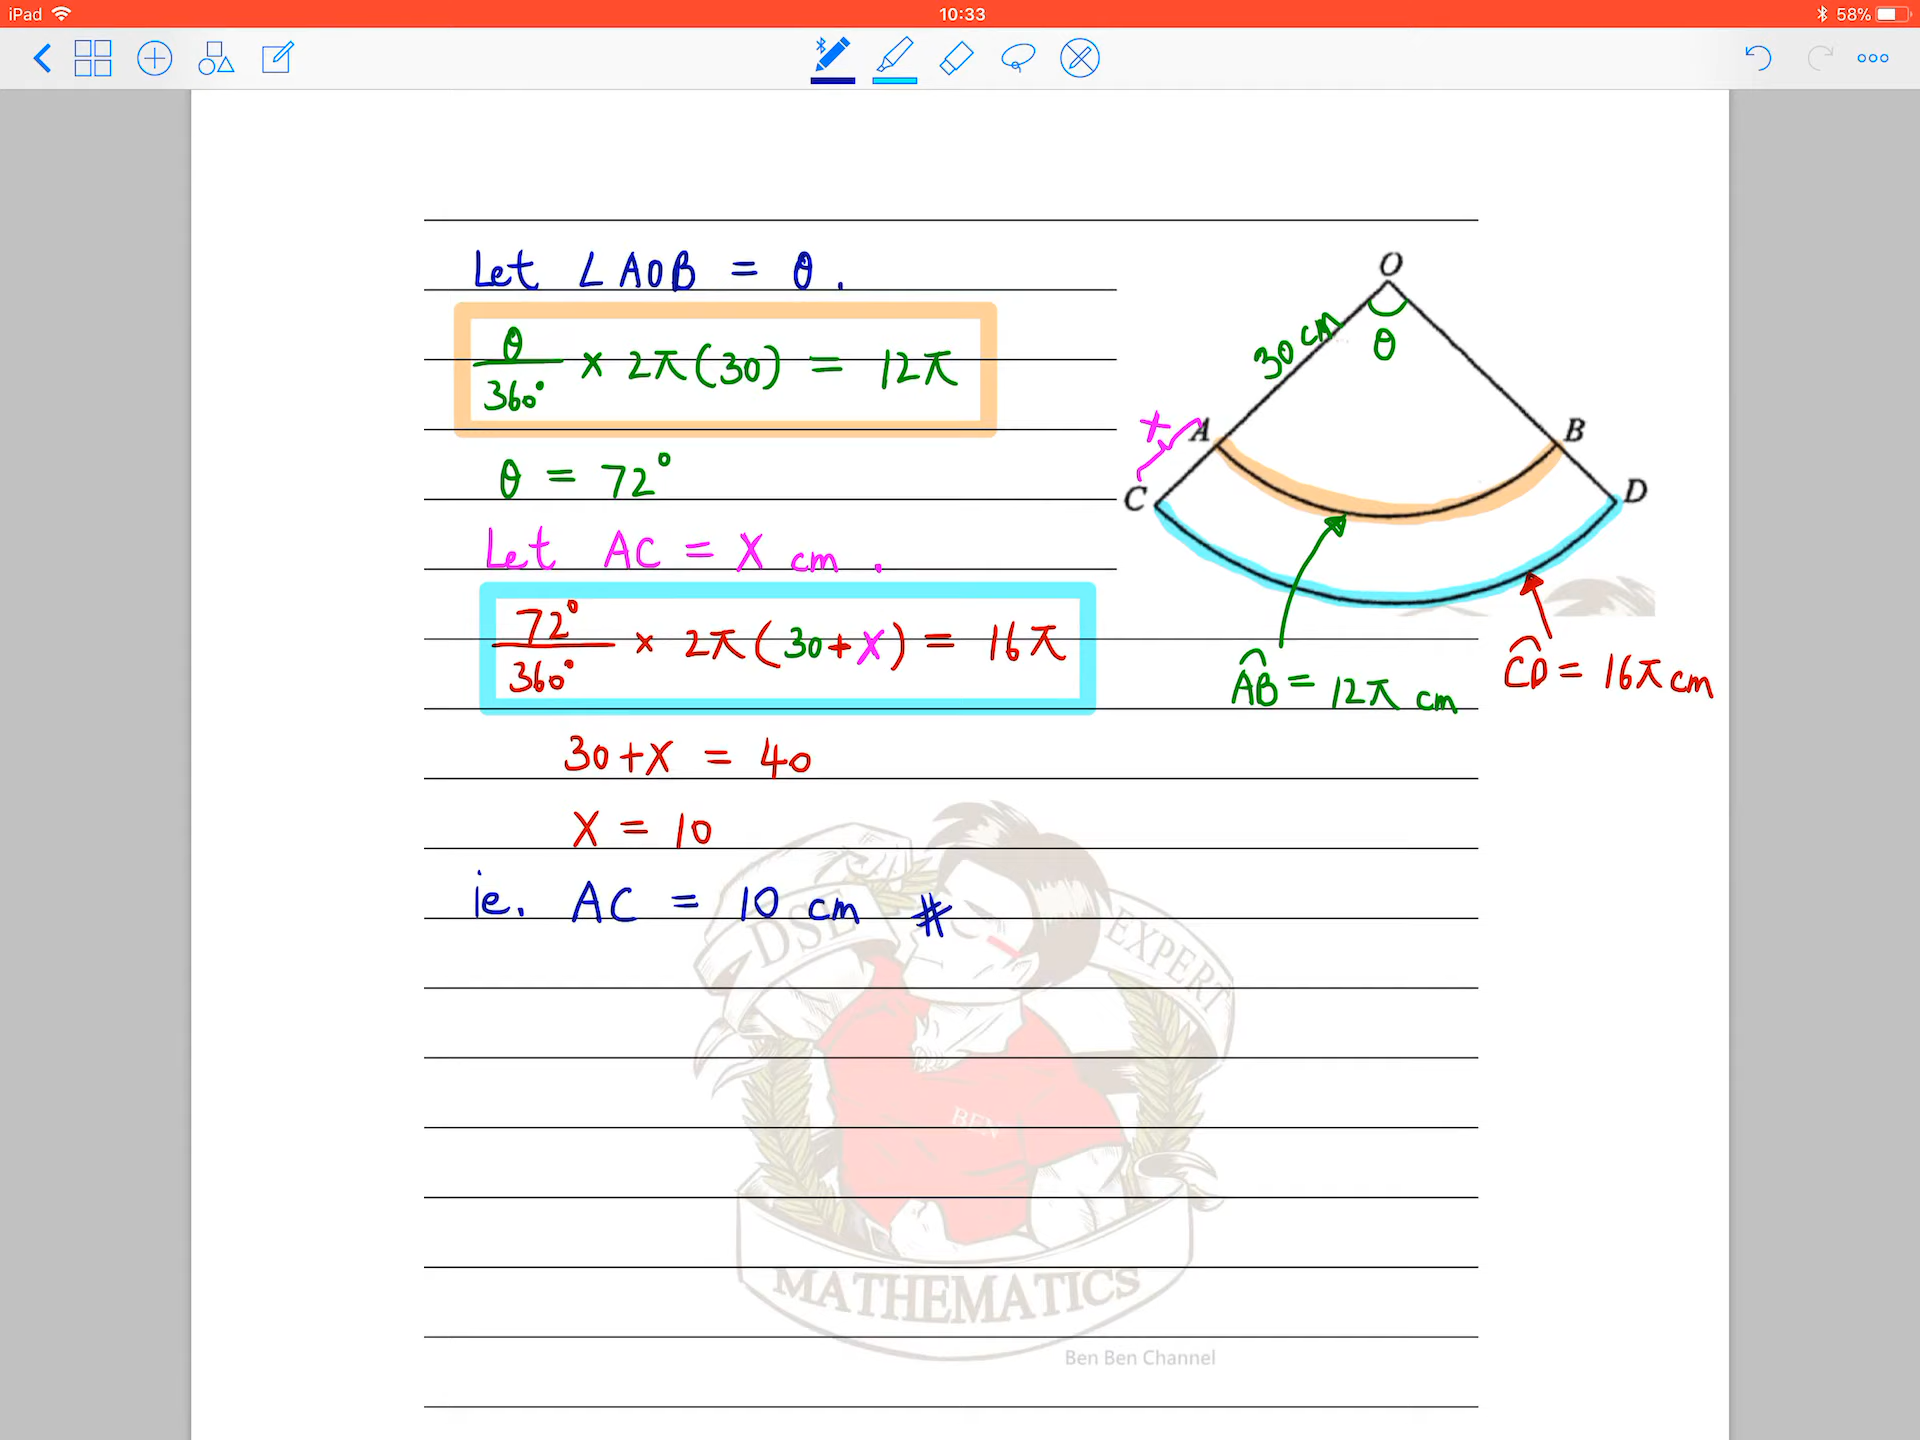 iPad 10:33 58%
Let ∠AOB = θ.
θ/360° × 2π(30) = 12π
θ = 72°
Let AC = x cm.
72°/360° × 2π(30+x) = 16π
30+x = 40
x = 10
ie. AC = 10 cm #
O
30 cm
θ
x
A
B
C
D
A͡B = 12π cm
C͡D = 16π cm
DSE
EXPERT
BEN
MATHEMATICS
Ben Ben Channel